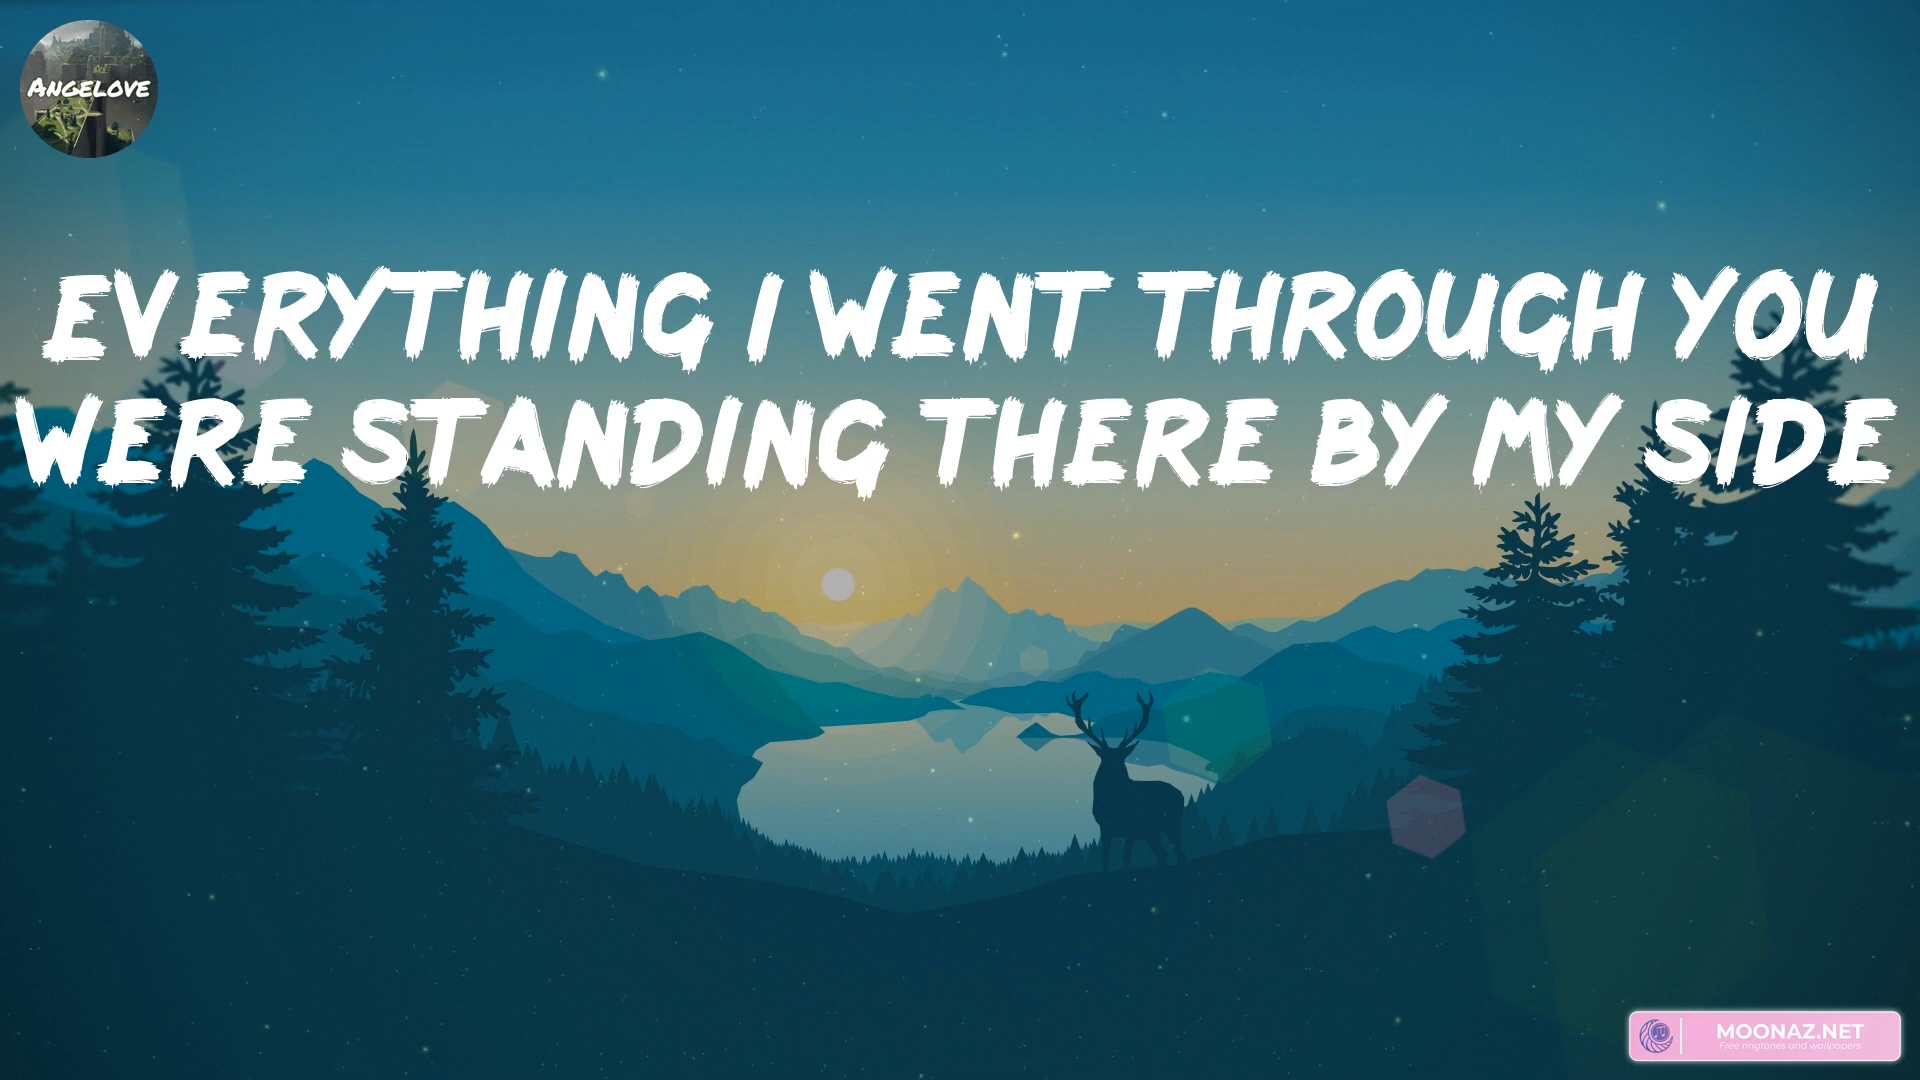 ANGELOVE
EVERYTHING I WENT THROUGH YOU
WERE STANDING THERE BY MY SIDE
MOONAZ.NET
Free ringtones and wallpapers